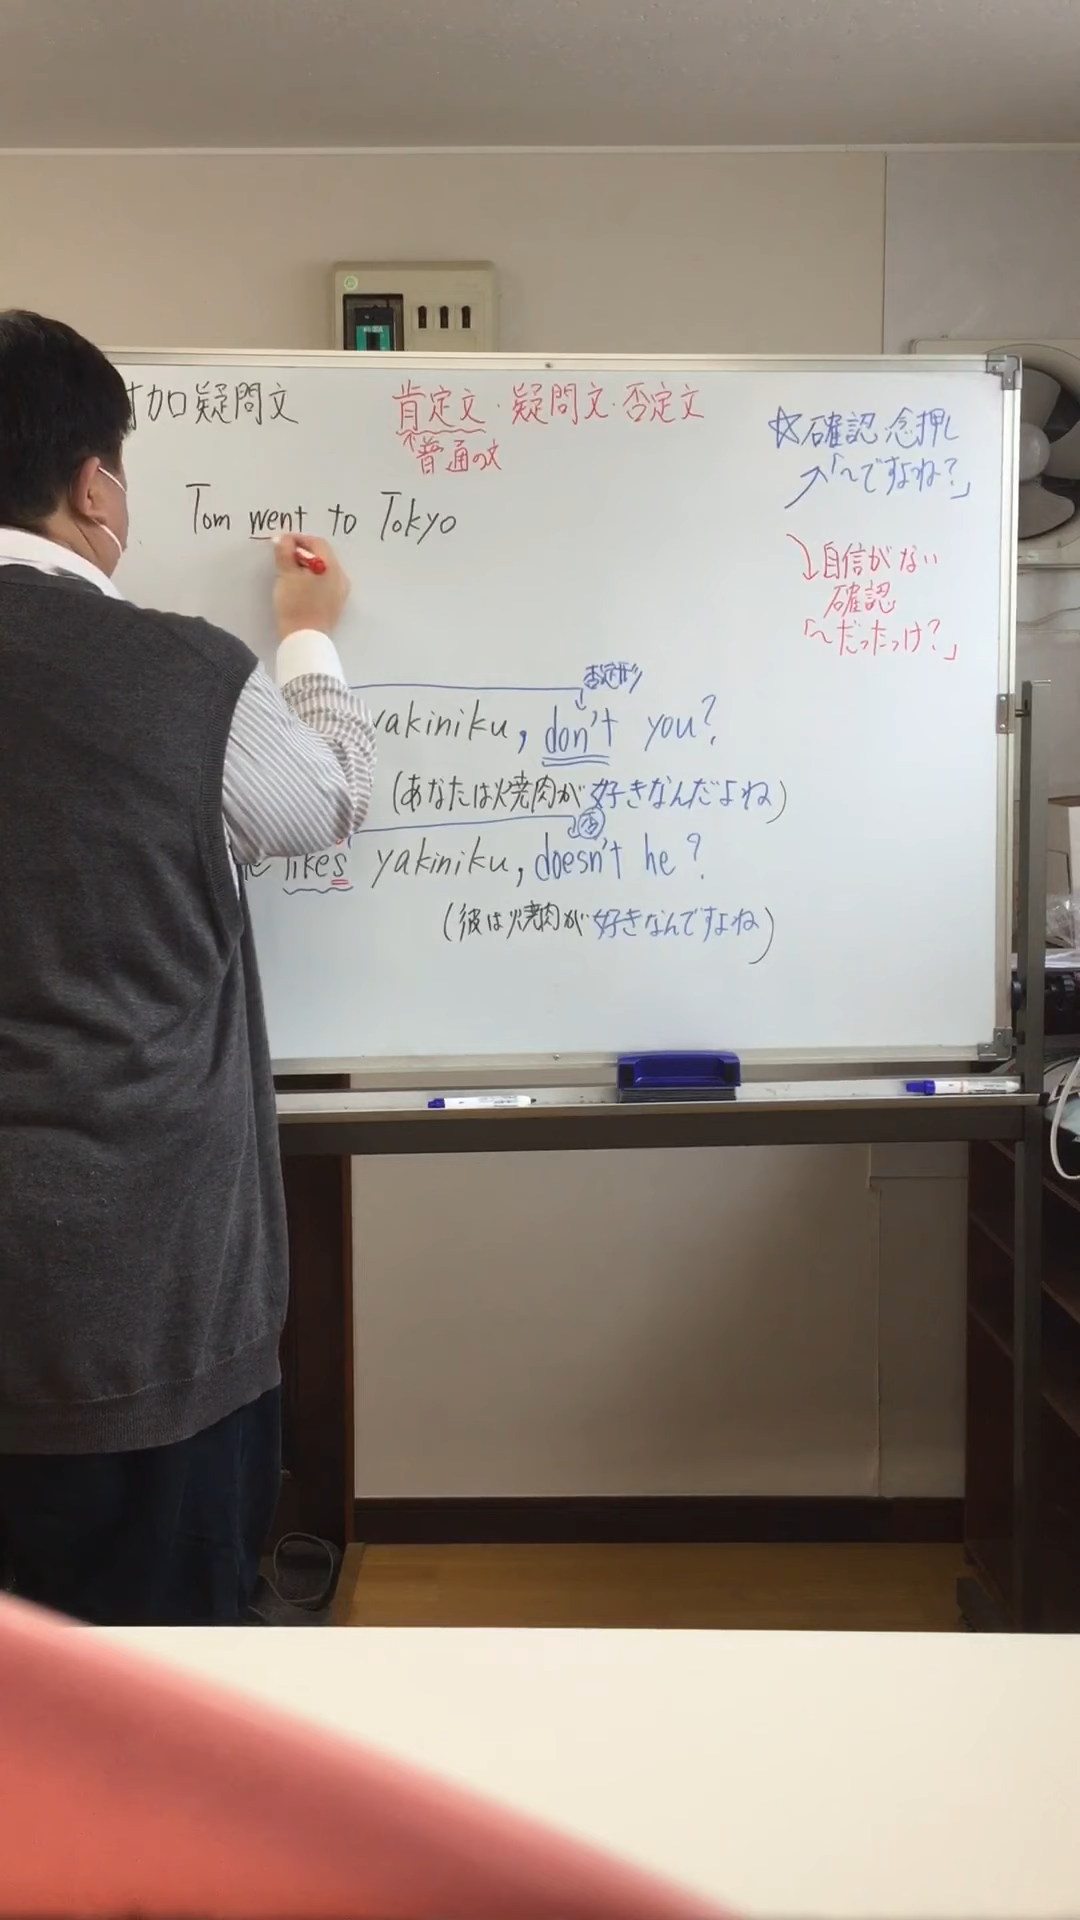 加疑問文
肯定文・疑問文・否定文
普通の文
☆確認・念押し
↗「～ですよね?」
Tom went to Tokyo
↘自信がない
確認
「～だったっけ?」
否定形
yakiniku, don't you?
(あなたは焼肉が好きなんだよね)
否
likes yakiniku, doesn't he?
(彼は焼肉が好きなんですよね)